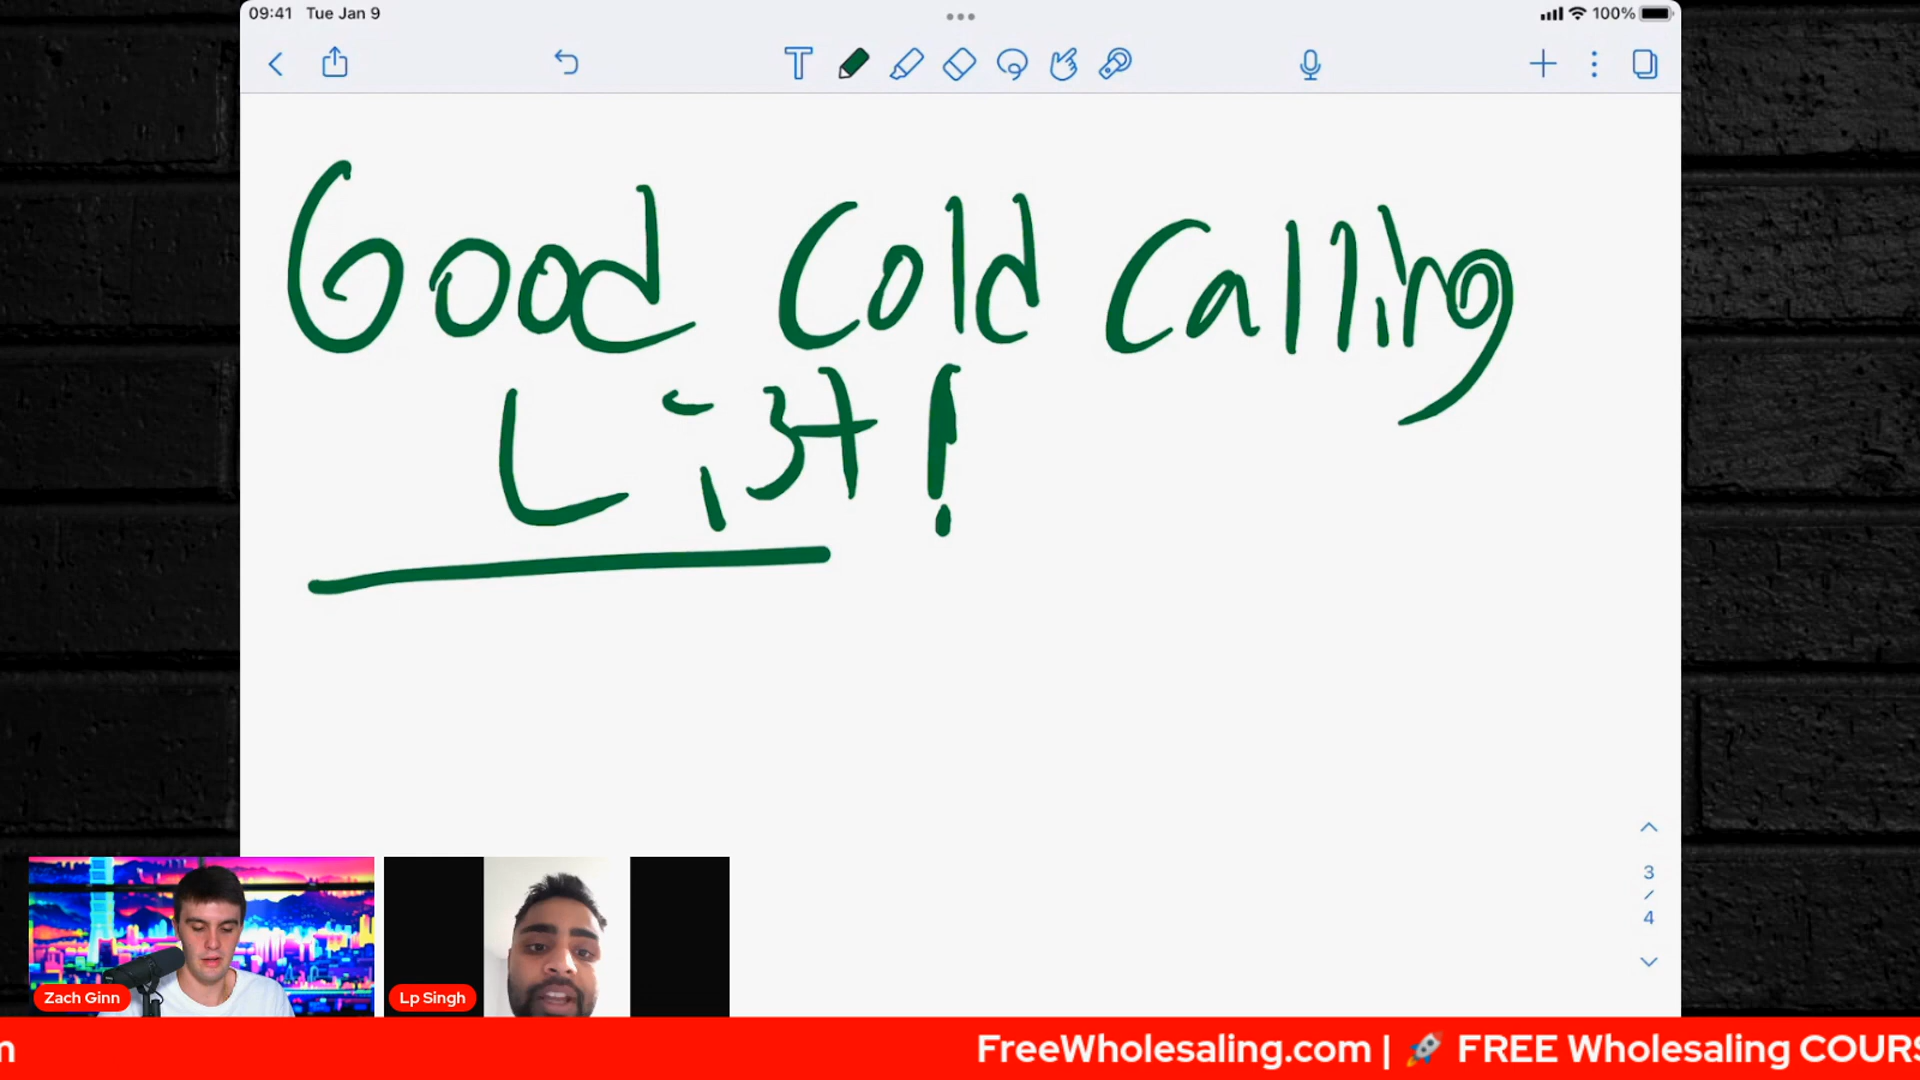 09:41 Tue Jan 9 100%
T
Good Cold Calling
List!
3
/
4
Zach Ginn
Lp Singh
m FreeWholesaling.com | 🚀 FREE Wholesaling COURS